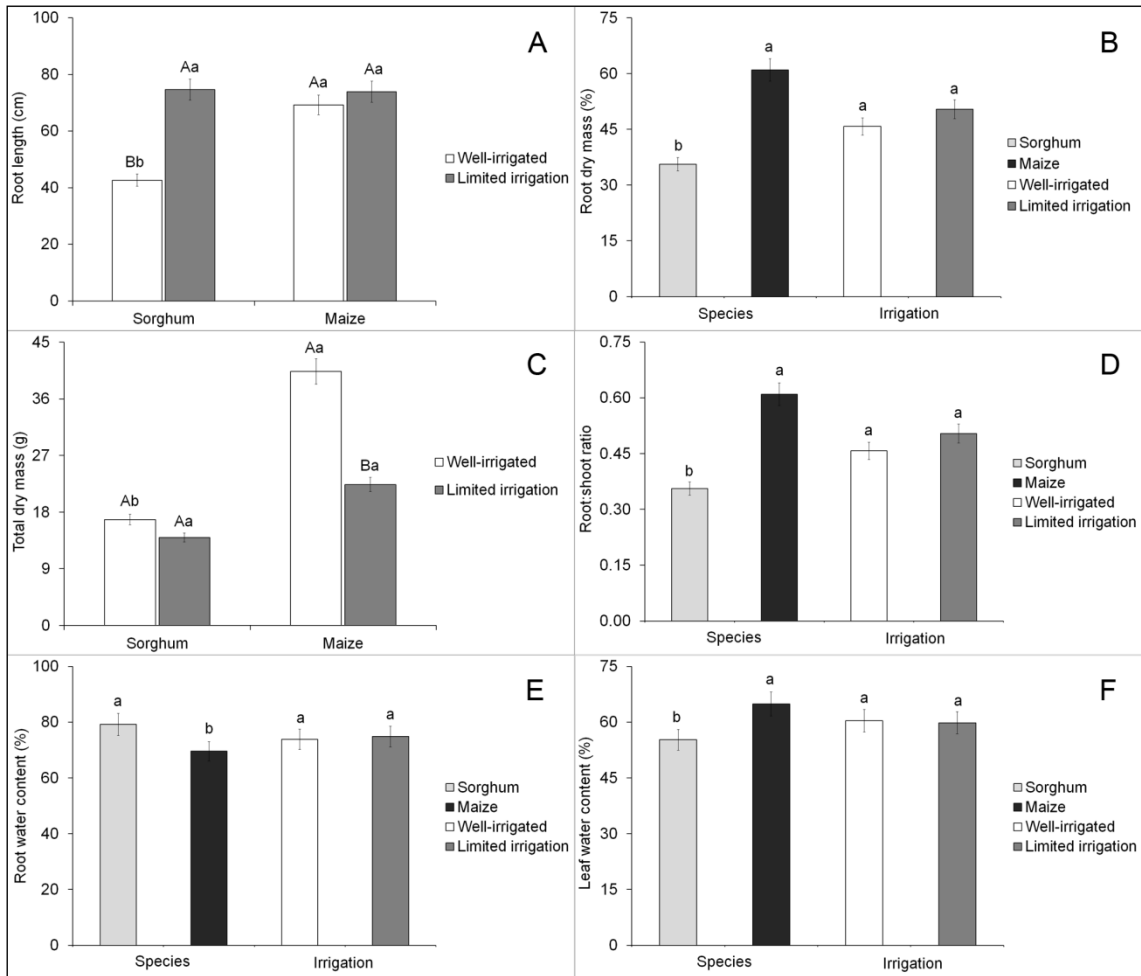 A
Root length (cm)
100
80
60
40
20
0
Bb
Aa
Aa
Aa
Sorghum
Maize
Well-irrigated
Limited irrigation
B
Root dry mass (%)
75
60
45
30
15
0
b
a
a
a
Species
Irrigation
Sorghum
Maize
Well-irrigated
Limited irrigation
C
Total dry mass (g)
45
36
27
18
9
0
Ab
Aa
Aa
Ba
Sorghum
Maize
Well-irrigated
Limited irrigation
D
Root:shoot ratio
0.75
0.60
0.45
0.30
0.15
0.00
b
a
a
a
Species
Irrigation
Sorghum
Maize
Well-irrigated
Limited irrigation
E
Root water content (%)
100
80
60
40
20
0
a
b
a
a
Species
Irrigation
Sorghum
Maize
Well-irrigated
Limited irrigation
F
Leaf water content (%)
75
60
45
30
15
0
b
a
a
a
Species
Irrigation
Sorghum
Maize
Well-irrigated
Limited irrigation